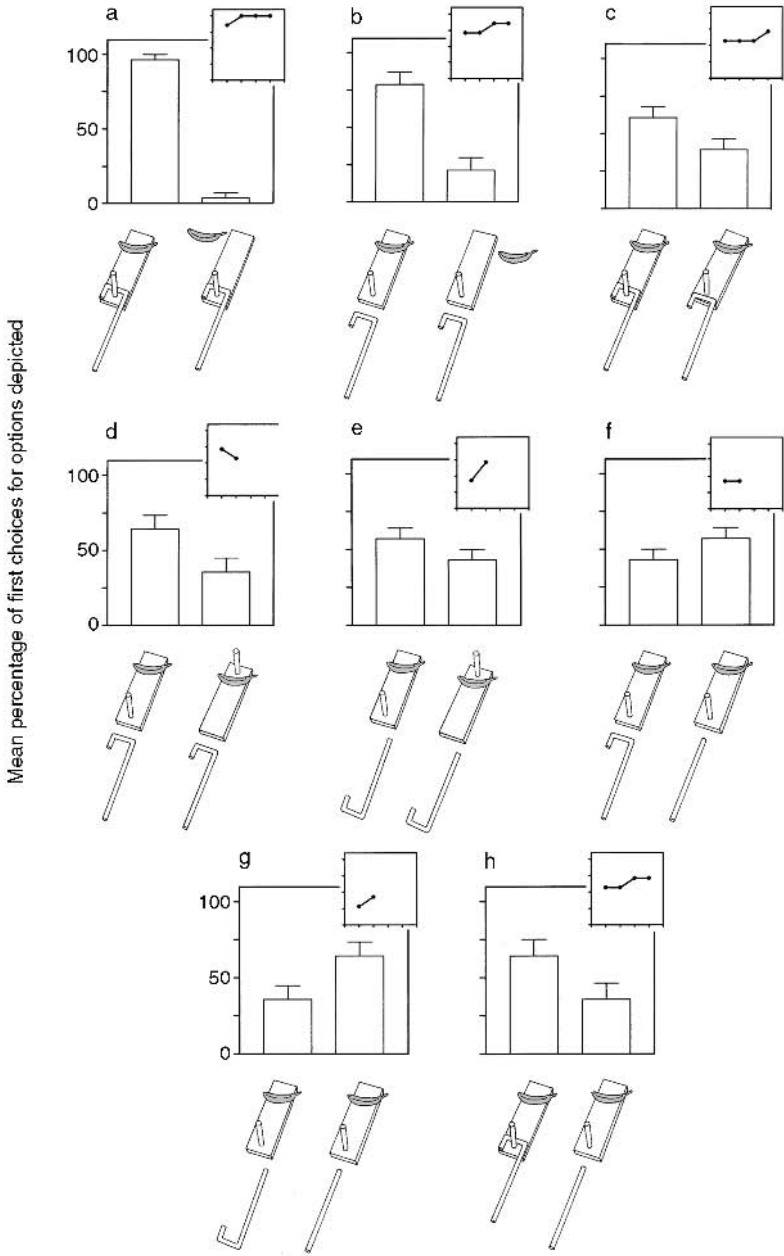 Mean percentage of first choices for options depicted
a
100
50
0
b
c
d
100
50
0
e
f
g
100
50
0
h